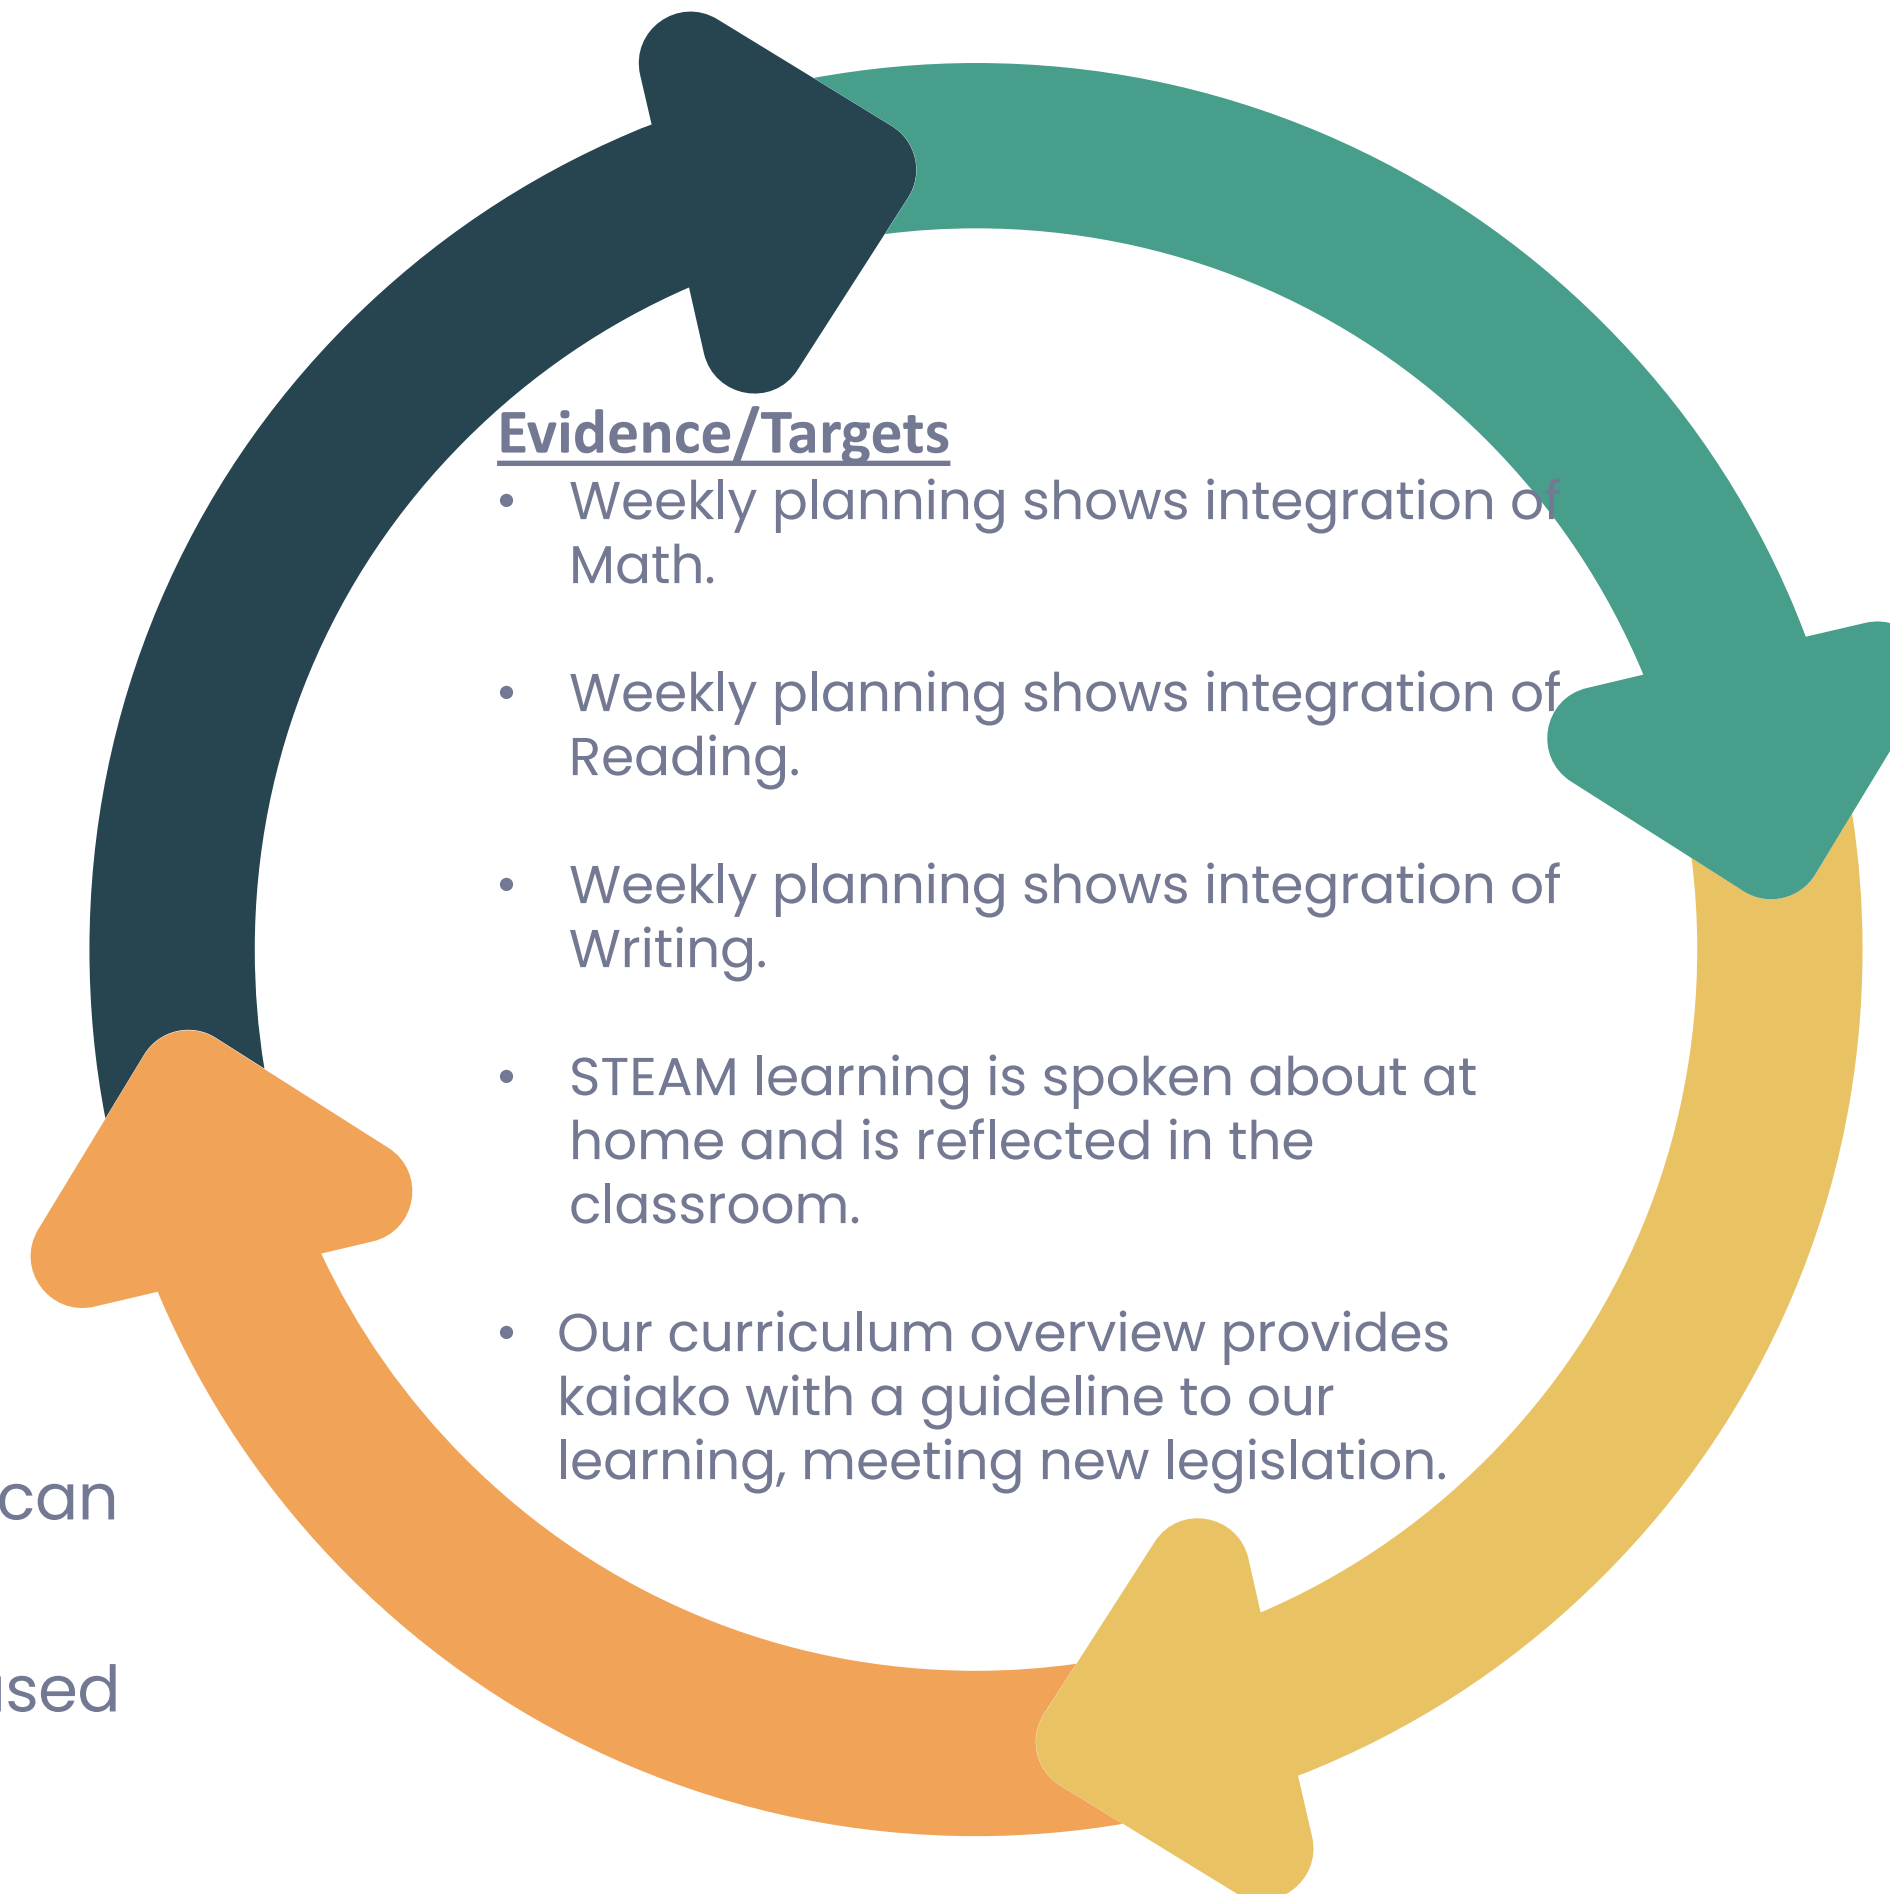 Evidence/Targets
• Weekly planning shows integration of
Math.
• Weekly planning shows integration of
Reading.
• Weekly planning shows integration of
Writing.
• STEAM learning is spoken about at
home and is reflected in the
classroom.
• Our curriculum overview provides
kaiako with a guideline to our
learning, meeting new legislation.
can